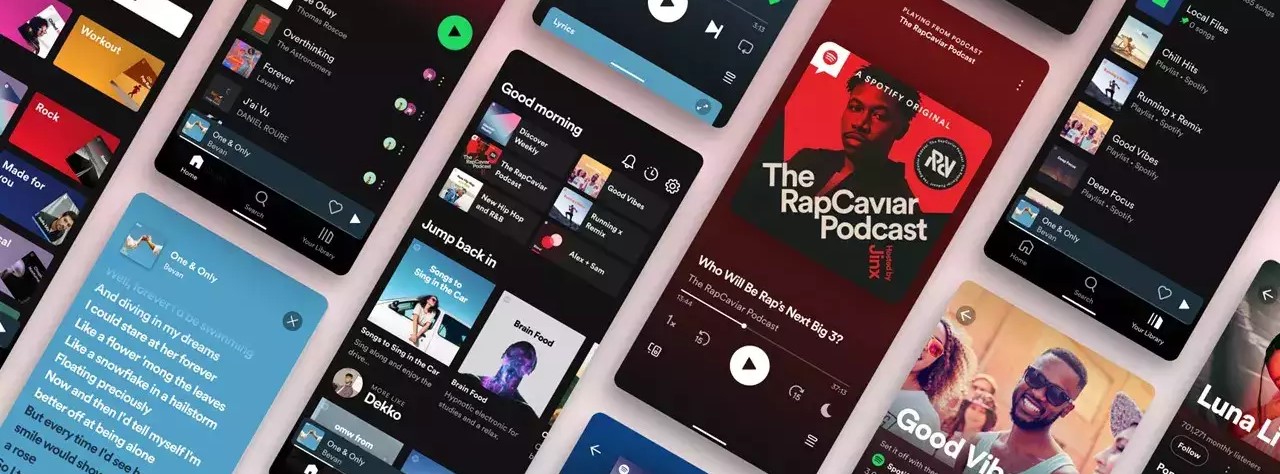 Workout
Rock
Made for
you
Okay
Thomas Roscoe
Overthinking
The Astronomers
Forever
Lavahi
J'ai Vu
DANIEL ROURE
One & Only
Bevan
Home
Search
Your Library
One & Only
Bevan
Well, forever I'd be swimming
And diving in my dreams
I could stare at her forever
Like a flower 'mong the leaves
Like a snowflake in a hailstorm
Floating preciously
Now and then I'd tell myself I'm
better off at being alone
But every time I'd see
smile would
a rose
Good morning
Discover
Weekly
The RapCaviar
Podcast
New Hip Hop
and R&B
Good Vibes
Running x
Remix
Alex + Sam
Jump back in
Songs to
Sing in the Car
Songs to Sing in the Car
Sing along and enjoy the
drive...
Brain Food
Brain Food
Hypnotic electronic for
studies and a relax.
MORE LIKE
Dekko
omw from
One & Only
Bevan
3:13
Lyrics
PLAYING FROM PODCAST
The RapCaviar Podcast
A SPOTIFY ORIGINAL
The
RapCaviar
Podcast
Hosted by
Jinx
Who Will Be Rap's Next Big 3?
The RapCaviar Podcast
13:44
37:13
1x
15
15
songs
Local Files
0 songs
Chill Hits
Playlist • Spotify
Running x Remix
Playlist • Spotify
Good Vibes
Playlist • Spotify
Deep Focus
Playlist • Spotify
One & Only
Bevan
Home
Search
Your Library
Good Vib
Set it off with the
Luna Li
701,271 monthly listeners
Follow